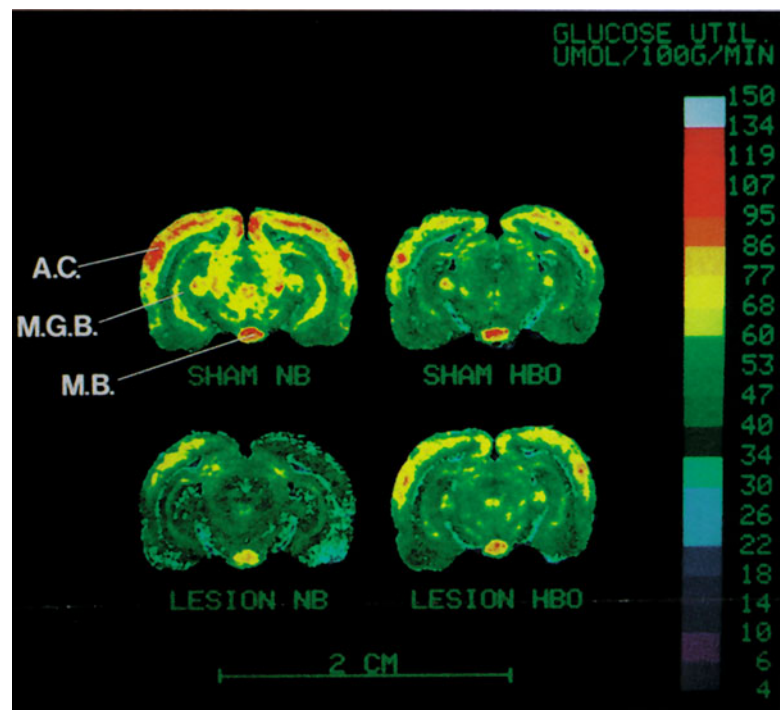 GLUCOSE UTIL.
UMOL/100G/MIN
150
134
119
107
95
86
77
68
60
53
47
40
34
30
26
22
18
14
10
6
4
A.C.
M.G.B.
M.B.
SHAM NB
SHAM HBO
LESION NB
LESION HBO
2 CM